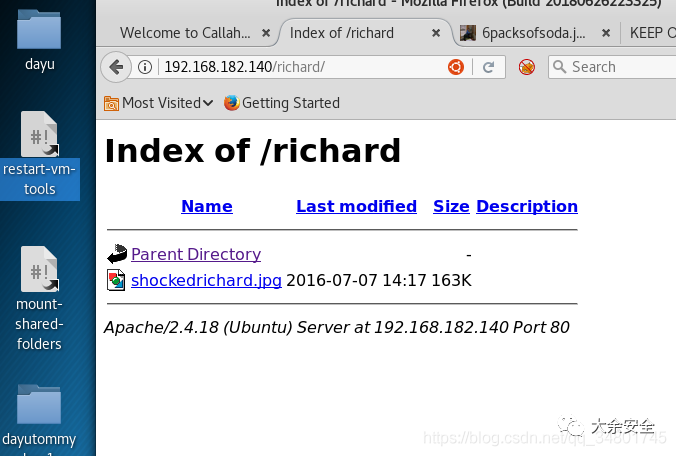 Index of /richard - Mozilla Firefox (Build 20180626223325)
Welcome to Callah... × Index of /richard × 6packsofsoda.j... × KEEP O
192.168.182.140/richard/ Search
Most Visited Getting Started
dayu
restart-vm-
tools
mount-
shared-
folders
dayutommy
Index of /richard
Name Last modified Size Description
Parent Directory -
shockedrichard.jpg 2016-07-07 14:17 163K
Apache/2.4.18 (Ubuntu) Server at 192.168.182.140 Port 80
大余安全
https://blog.csdn.net/qq_34801745